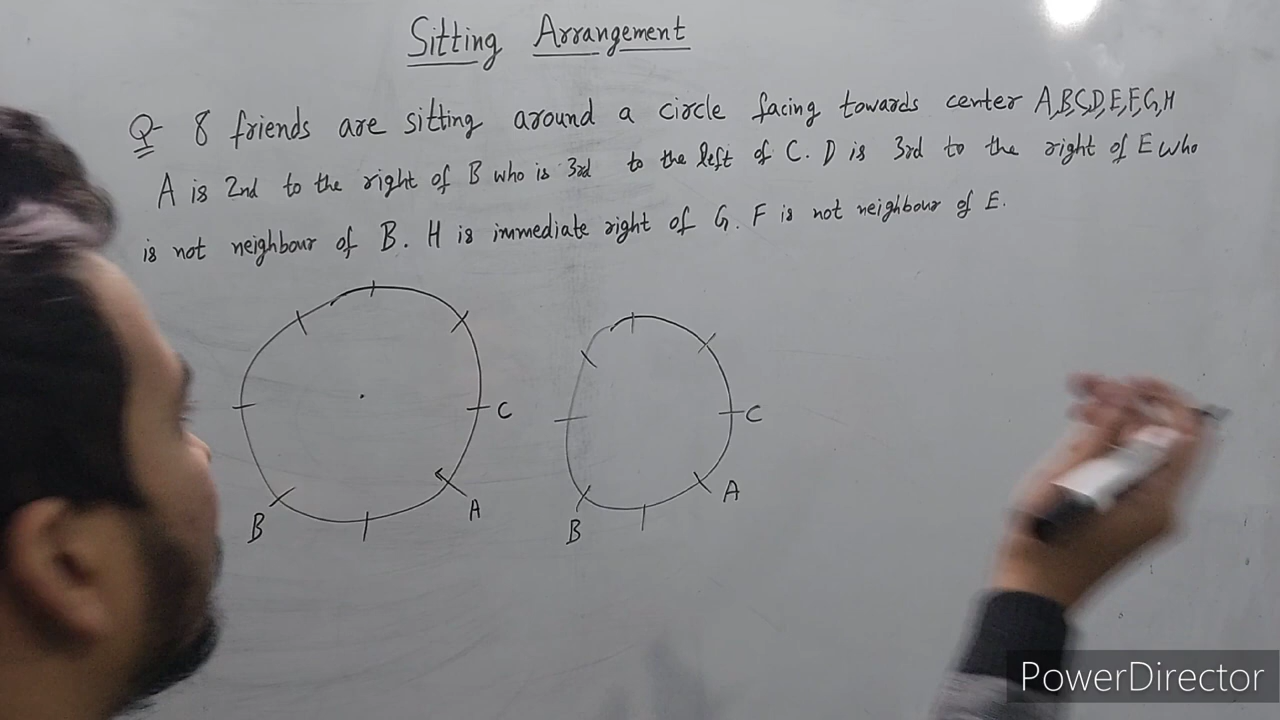 Sitting Arrangement
Q- 8 friends are sitting around a circle facing towards center A,B,C,D,E,F,G,H
A is 2nd to the right of B who is 3rd to the left of C. D is 3rd to the right of E who
is not neighbour of B. H is immediate right of G. F is not neighbour of E.
C
A
B
C
A
B
PowerDirector